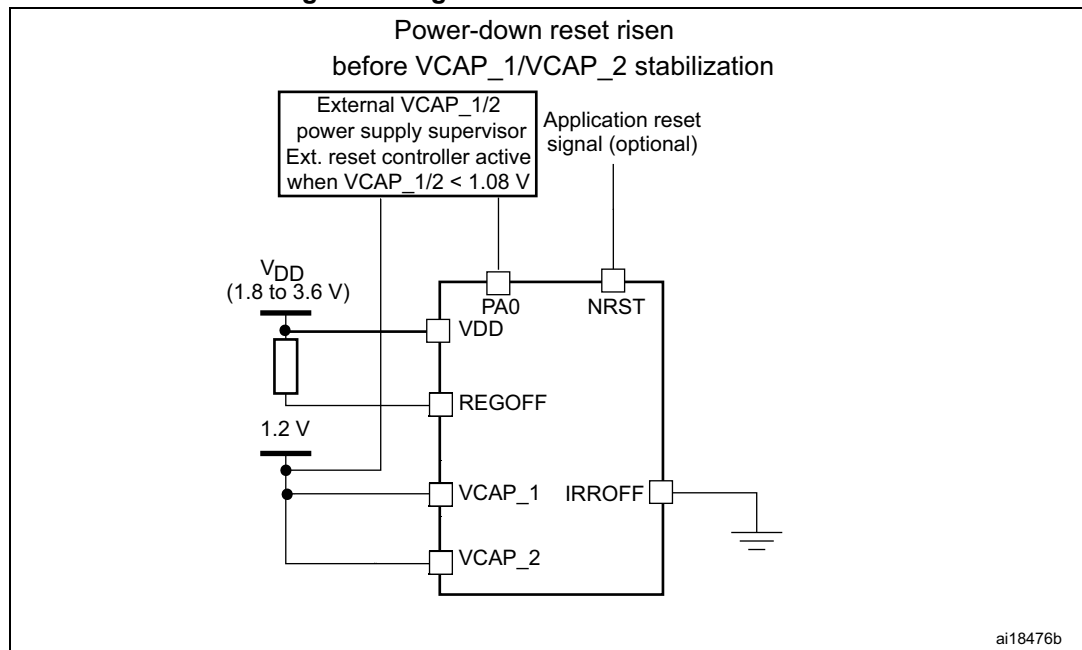 Power-down reset risen
before VCAP_1/VCAP_2 stabilization
External VCAP_1/2
power supply supervisor
Ext. reset controller active
when VCAP_1/2 < 1.08 V
Application reset
signal (optional)
VDD
(1.8 to 3.6 V)
PA0
NRST
VDD
REGOFF
1.2 V
VCAP_1
IRROFF
VCAP_2
ai18476b